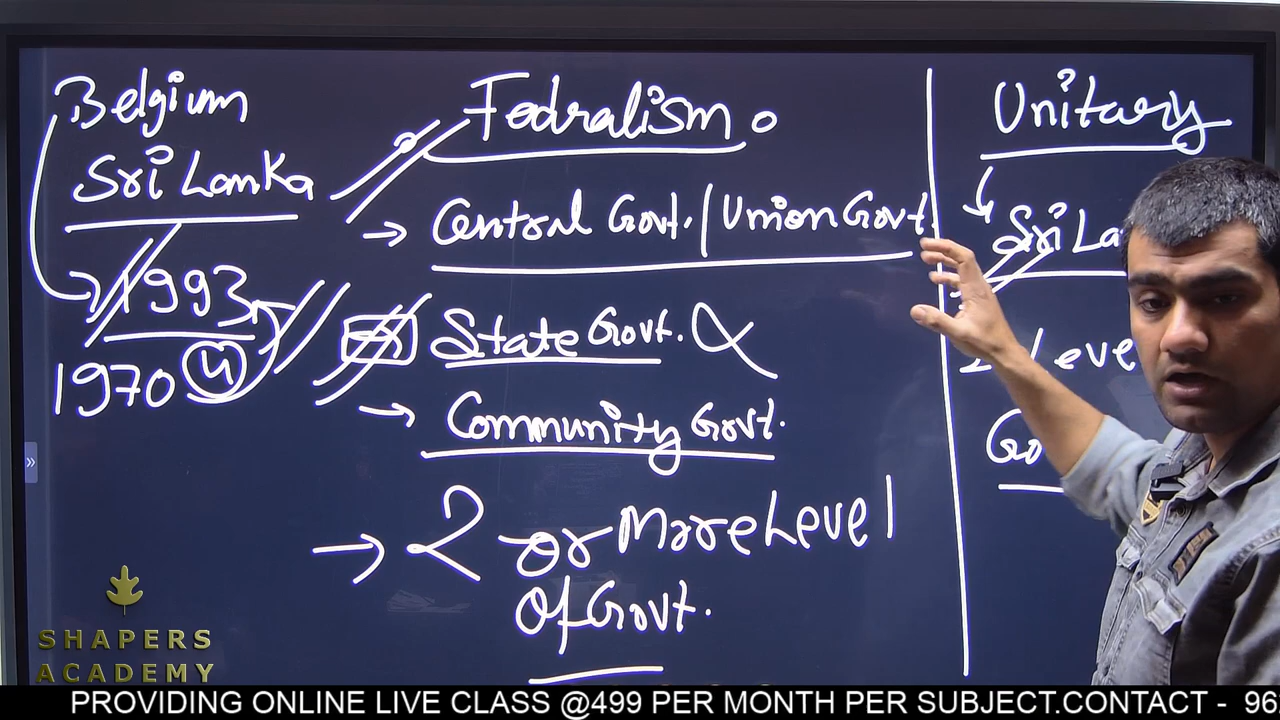 Belgium
Sri Lanka
1993
1970 4
Fedralism
Central Govt. / Union Govt.
State Govt.
Community Govt.
2 or More Level
of Govt.
Unitary
Sri La
Leve
Go
SHAPERS
ACADEMY
PROVIDING ONLINE LIVE CLASS @499 PER MONTH PER SUBJECT.CONTACT - 96